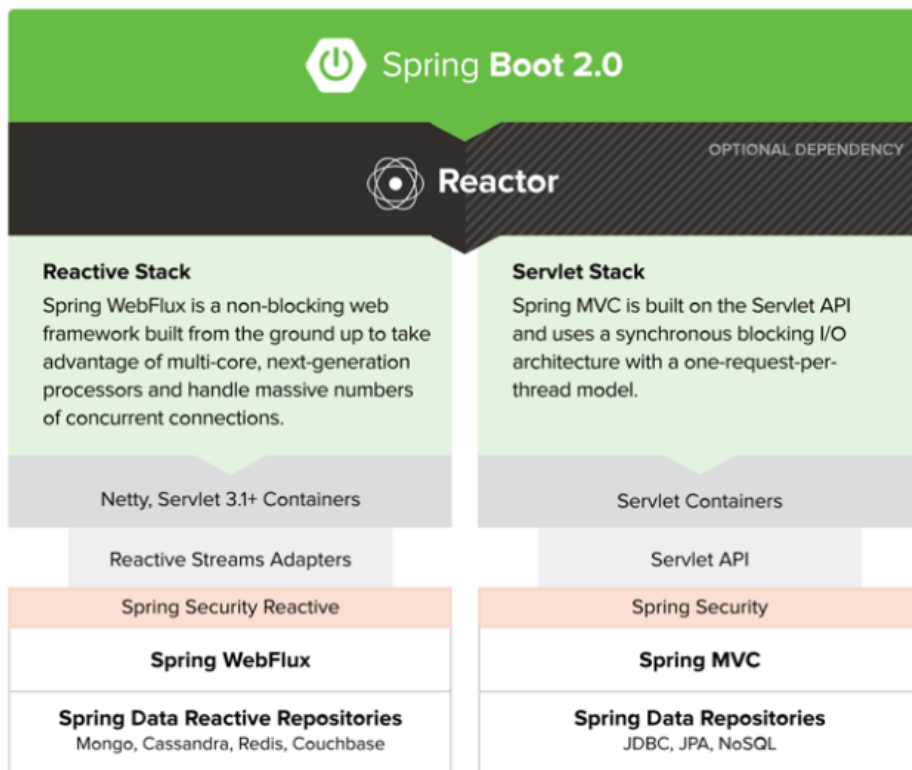 Spring Boot 2.0
OPTIONAL DEPENDENCY
Reactor
Reactive Stack
Spring WebFlux is a non-blocking web
framework built from the ground up to take
advantage of multi-core, next-generation
processors and handle massive numbers
of concurrent connections.
Servlet Stack
Spring MVC is built on the Servlet API
and uses a synchronous blocking I/O
architecture with a one-request-per-
thread model.
Netty, Servlet 3.1+ Containers
Servlet Containers
Reactive Streams Adapters
Servlet API
Spring Security Reactive
Spring Security
Spring WebFlux
Spring MVC
Spring Data Reactive Repositories
Mongo, Cassandra, Redis, Couchbase
Spring Data Repositories
JDBC, JPA, NoSQL